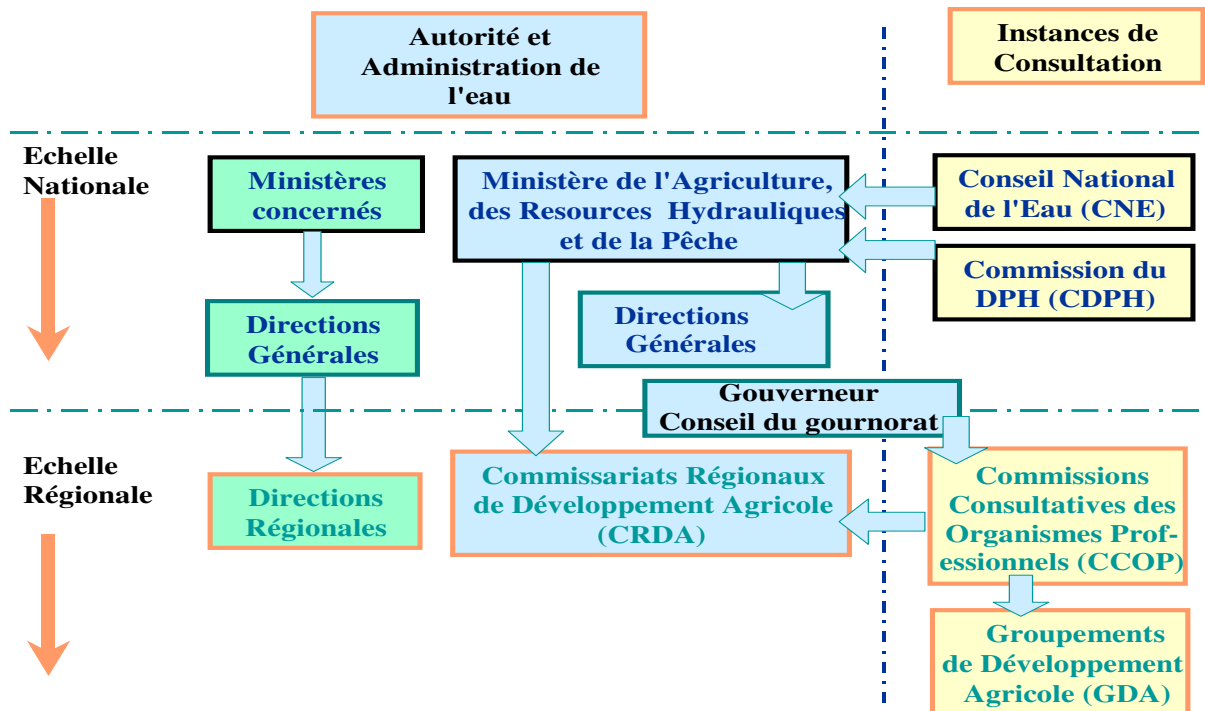 Autorité et
Administration de
l'eau
Instances de
Consultation
Echelle
Nationale
Ministères
concernés
Ministère de l'Agriculture,
des Resources Hydrauliques
et de la Pêche
Conseil National
de l'Eau (CNE)
Commission du
DPH (CDPH)
Directions
Générales
Directions
Générales
Gouverneur
Conseil du gournorat
Echelle
Régionale
Directions
Régionales
Commissariats Régionaux
de Développement Agricole
(CRDA)
Commissions
Consultatives des
Organismes Prof-
essionnels (CCOP)
Groupements
de Développement
Agricole (GDA)